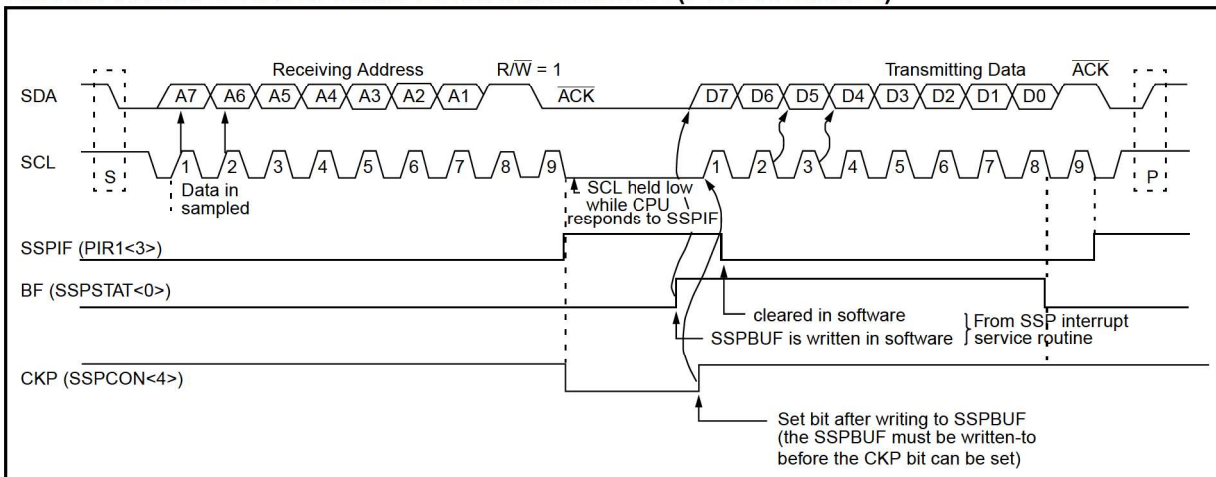 Receiving Address R/W = 1 Transmitting Data ACK
SDA A7 A6 A5 A4 A3 A2 A1 ACK D7 D6 D5 D4 D3 D2 D1 D0
SCL S 1 2 3 4 5 6 7 8 9 1 2 3 4 5 6 7 8 9 P
Data in
sampled
SCL held low
while CPU
responds to SSPIF
SSPIF (PIR1<3>)
BF (SSPSTAT<0>)
cleared in software
SSPBUF is written in software
From SSP interrupt
service routine
CKP (SSPCON<4>)
Set bit after writing to SSPBUF
(the SSPBUF must be written-to
before the CKP bit can be set)